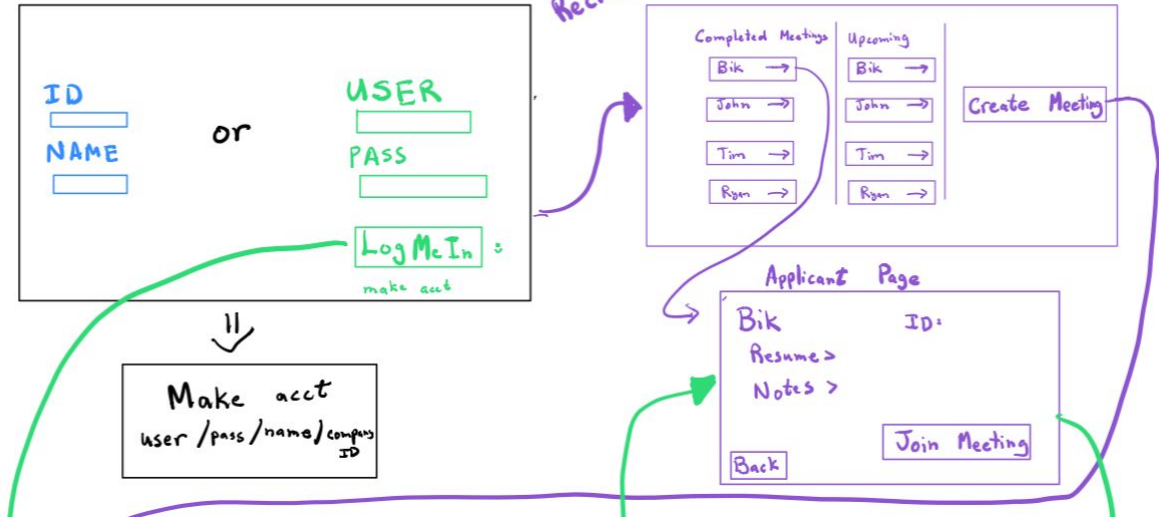 ID
NAME
or
USER
PASS
Log Me In :
make acct
Make acct
user / pass / name / company
ID
Completed Meetings
Bik →
John →
Tim →
Ryan →
Upcoming
Bik →
John →
Tim →
Ryan →
Create Meeting
Applicant Page
Bik ID:
Resume >
Notes >
Join Meeting
Back